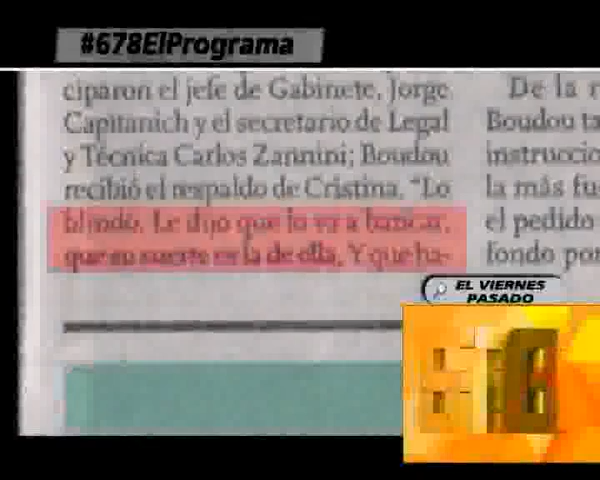 #678ElPrograma
ciparon el jefe de Gabinete, Jorge
Capitanich y el secretario de Legal
y Técnica Carlos Zannini; Boudou
recibió el respaldo de Cristina. "Lo
blindó. Le dijo que lo va a bancar,
que su suerte es la de ella. Y que ha-
De la r
Boudou ta
instruccio
la más fue
el pedido
fondo por
EL VIERNES
PASADO